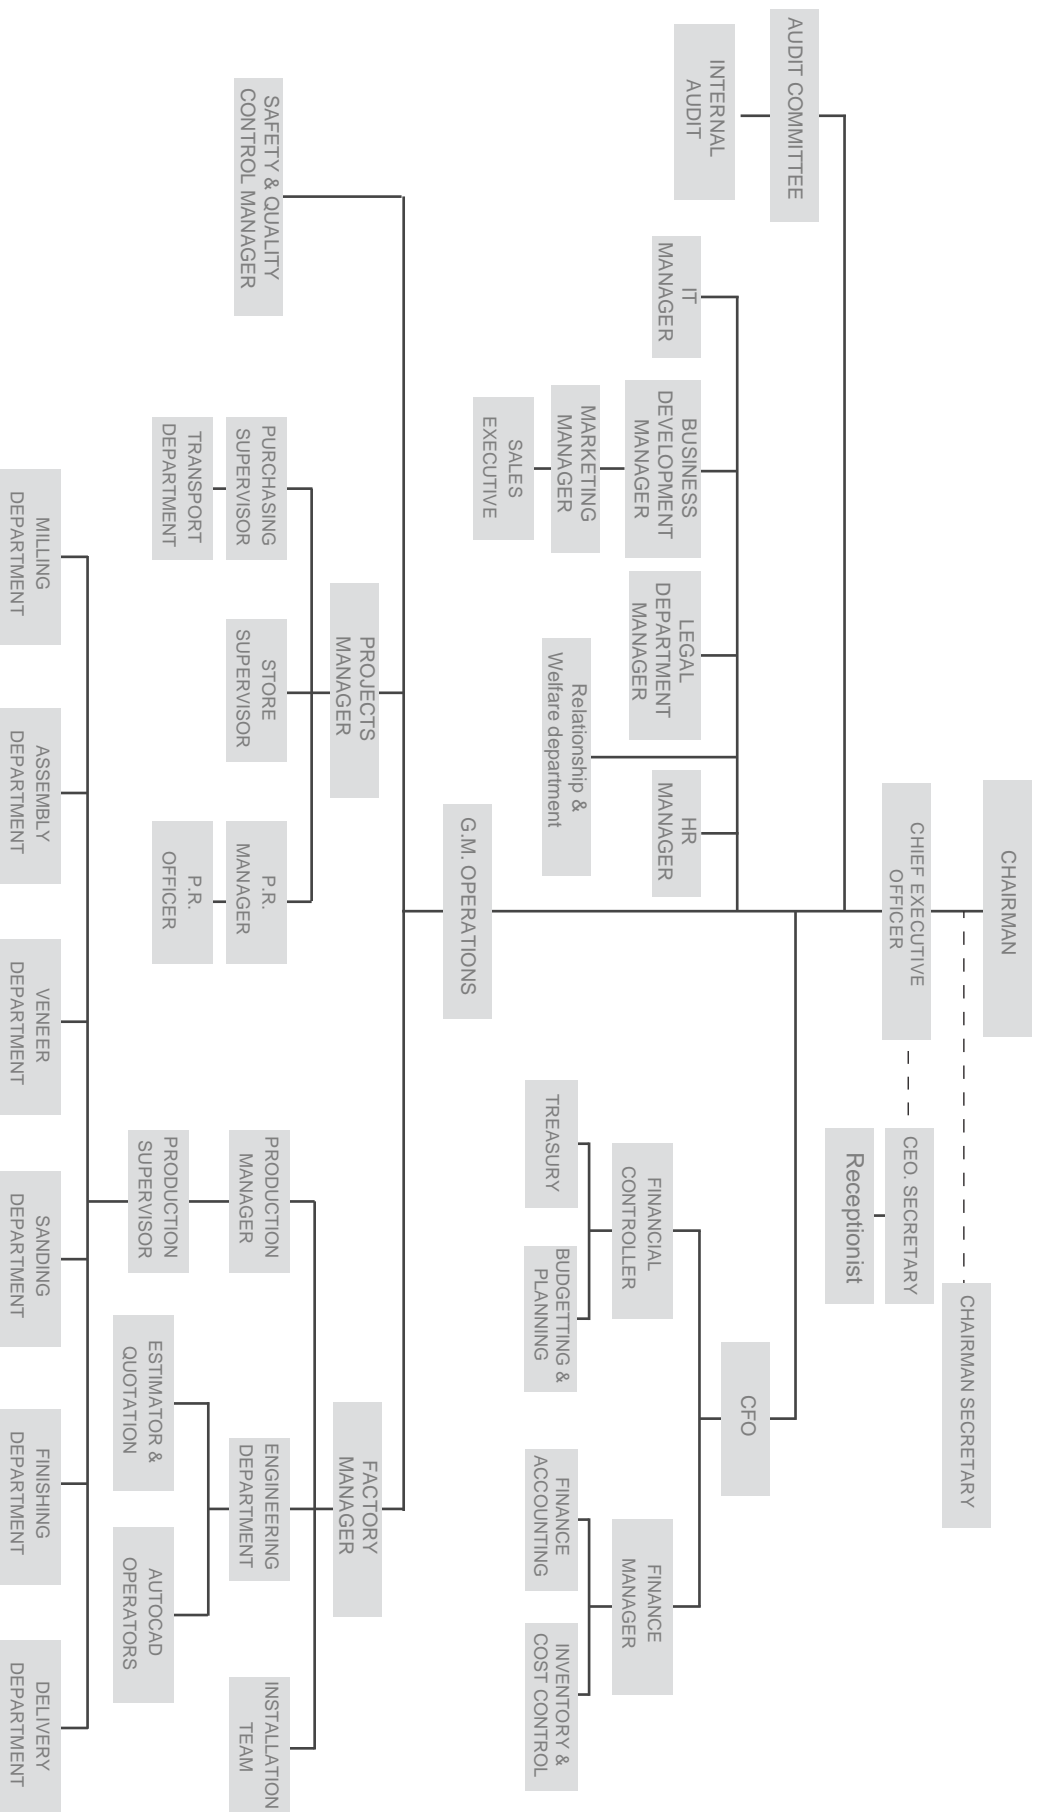 CHAIRMAN
CHAIRMAN SECRETARY
CHIEF EXECUTIVE
OFFICER
CEO. SECRETARY
Receptionist
AUDIT COMMITTEE
INTERNAL
AUDIT
CFO
IT
MANAGER
BUSINESS
DEVELOPMENT
MANAGER
LEGAL
DEPARTMENT
MANAGER
HR
MANAGER
MARKETING
MANAGER
SALES
EXECUTIVE
Relationship &
Welfare department
FINANCIAL
CONTROLLER
FINANCE
MANAGER
TREASURY
BUDGETTING &
PLANNING
FINANCE
ACCOUNTING
INVENTORY &
COST CONTROL
G.M. OPERATIONS
SAFETY & QUALITY
CONTROL MANAGER
PROJECTS
MANAGER
FACTORY
MANAGER
PURCHASING
SUPERVISOR
STORE
SUPERVISOR
P.R.
MANAGER
TRANSPORT
DEPARTMENT
P.R.
OFFICER
PRODUCTION
MANAGER
ENGINEERING
DEPARTMENT
INSTALLATION
TEAM
PRODUCTION
SUPERVISOR
ESTIMATOR &
QUOTATION
AUTOCAD
OPERATORS
MILLING
DEPARTMENT
ASSEMBLY
DEPARTMENT
VENEER
DEPARTMENT
SANDING
DEPARTMENT
FINISHING
DEPARTMENT
DELIVERY
DEPARTMENT